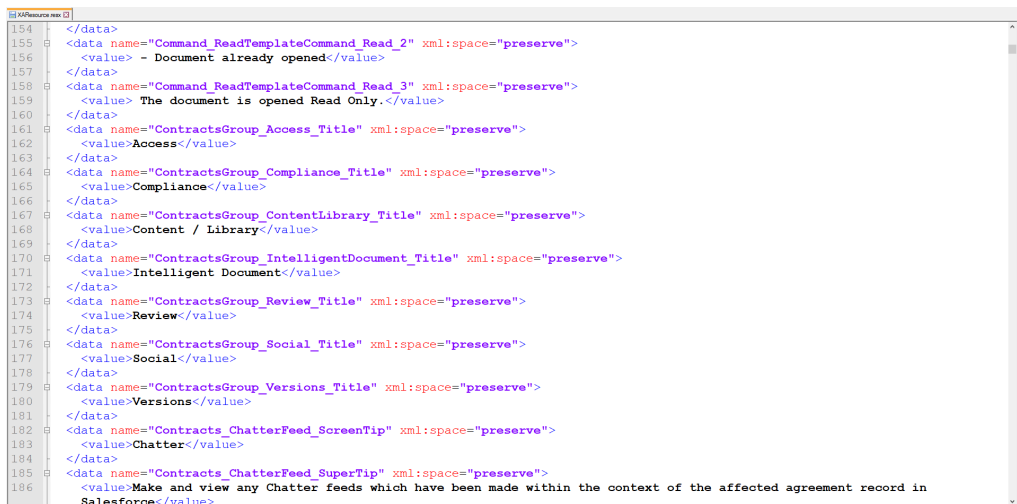 XAResource.resx
154 </data>
155 <data name="Command_ReadTemplateCommand_Read_2" xml:space="preserve">
156 <value> - Document already opened</value>
157 </data>
158 <data name="Command_ReadTemplateCommand_Read_3" xml:space="preserve">
159 <value> The document is opened Read Only.</value>
160 </data>
161 <data name="ContractsGroup_Access_Title" xml:space="preserve">
162 <value>Access</value>
163 </data>
164 <data name="ContractsGroup_Compliance_Title" xml:space="preserve">
165 <value>Compliance</value>
166 </data>
167 <data name="ContractsGroup_ContentLibrary_Title" xml:space="preserve">
168 <value>Content / Library</value>
169 </data>
170 <data name="ContractsGroup_IntelligentDocument_Title" xml:space="preserve">
171 <value>Intelligent Document</value>
172 </data>
173 <data name="ContractsGroup_Review_Title" xml:space="preserve">
174 <value>Review</value>
175 </data>
176 <data name="ContractsGroup_Social_Title" xml:space="preserve">
177 <value>Social</value>
178 </data>
179 <data name="ContractsGroup_Versions_Title" xml:space="preserve">
180 <value>Versions</value>
181 </data>
182 <data name="Contracts_ChatterFeed_ScreenTip" xml:space="preserve">
183 <value>Chatter</value>
184 </data>
185 <data name="Contracts_ChatterFeed_SuperTip" xml:space="preserve">
186 <value>Make and view any Chatter feeds which have been made within the context of the affected agreement record in
Salesforce</value>